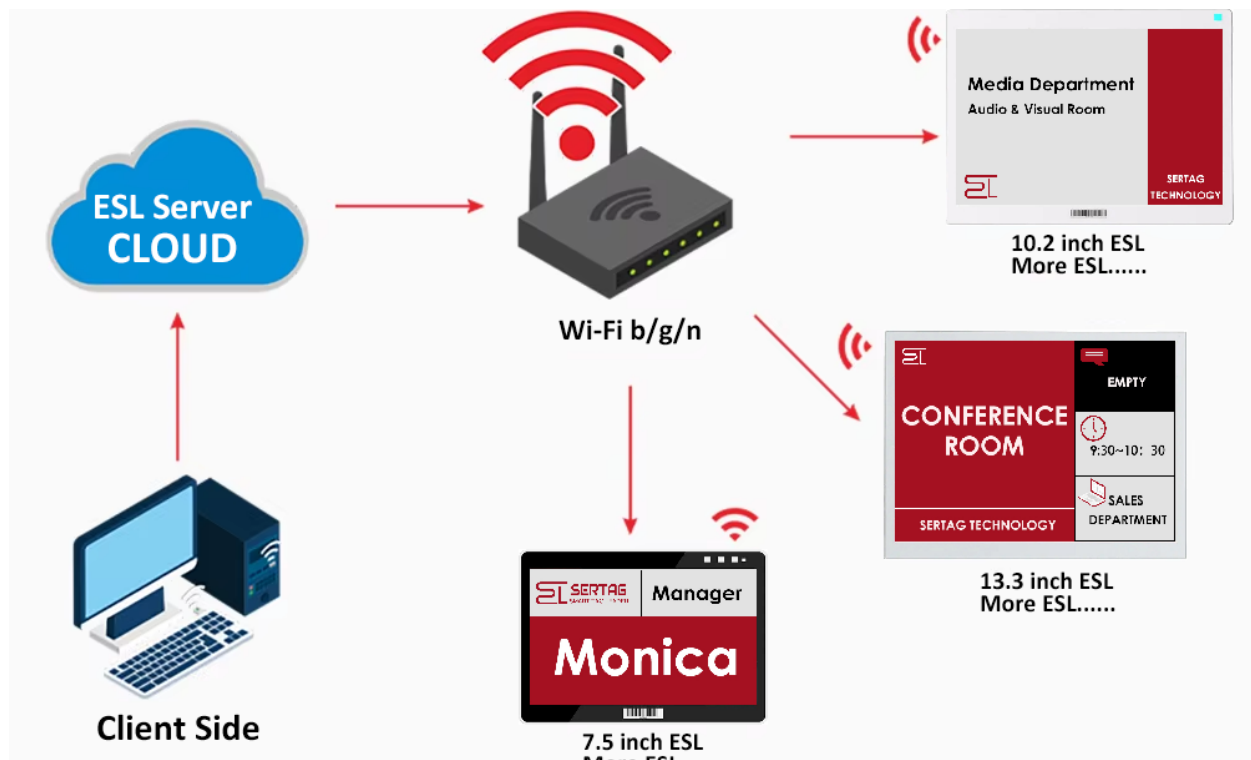 ESL Server
CLOUD
Client Side
Wi-Fi b/g/n
Media Department
Audio & Visual Room
SERTAG
TECHNOLOGY
10.2 inch ESL
More ESL......
CONFERENCE
ROOM
SERTAG TECHNOLOGY
EMPTY
9:30~10: 30
SALES
DEPARTMENT
13.3 inch ESL
More ESL......
SERTAG
Manager
Monica
7.5 inch ESL
More ESL